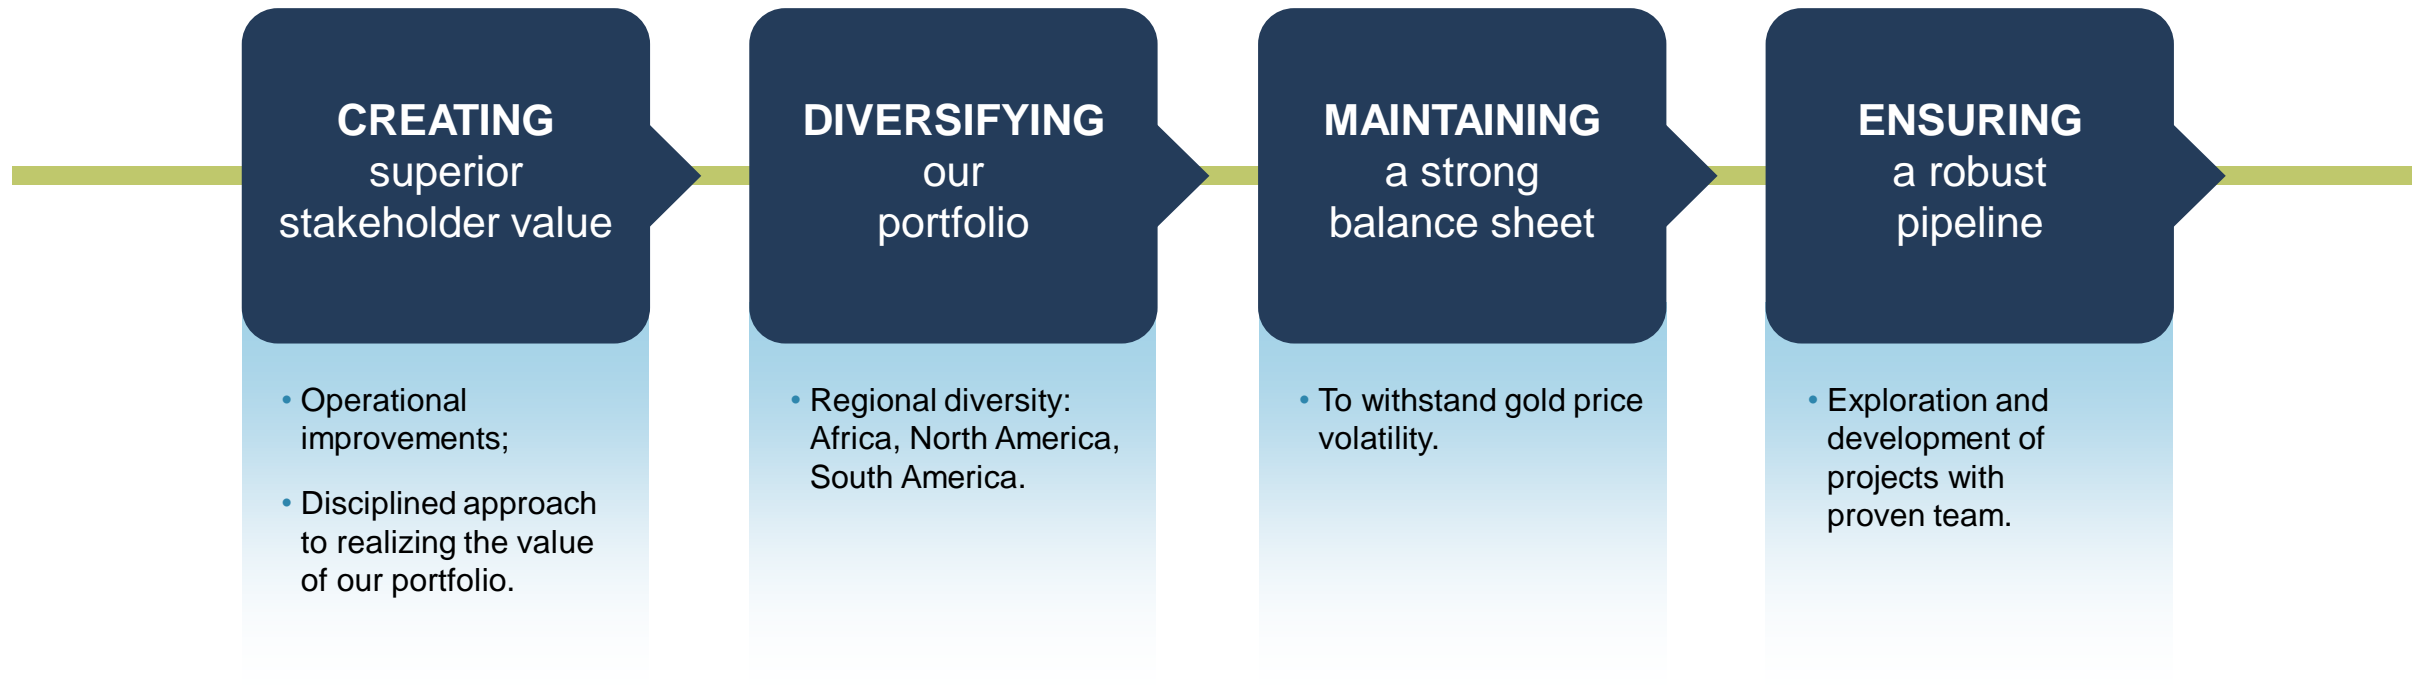 CREATING
superior
stakeholder value
• Operational
improvements;
• Disciplined approach
to realizing the value
of our portfolio.
DIVERSIFYING
our
portfolio
• Regional diversity:
Africa, North America,
South America.
MAINTAINING
a strong
balance sheet
• To withstand gold price
volatility.
ENSURING
a robust
pipeline
• Exploration and
development of
projects with
proven team.